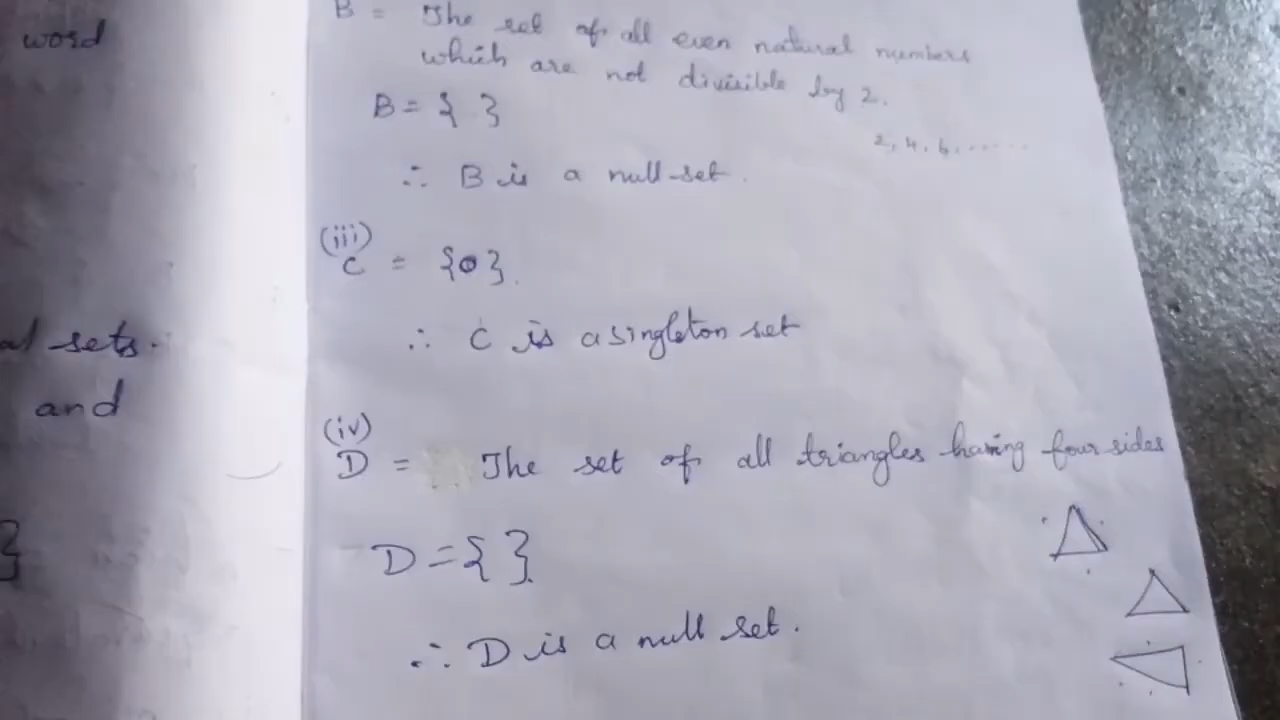 word
al sets.
and
}
B = The set of all even natural numbers
which are not divisible by 2.
B = { }
2, 4, 6, ......
∴ B is a null set.
(iii)
C = {0}.
∴ C is a singleton set
(iv)
D = The set of all triangles having four sides
D = { }.
∴ D is a null set.